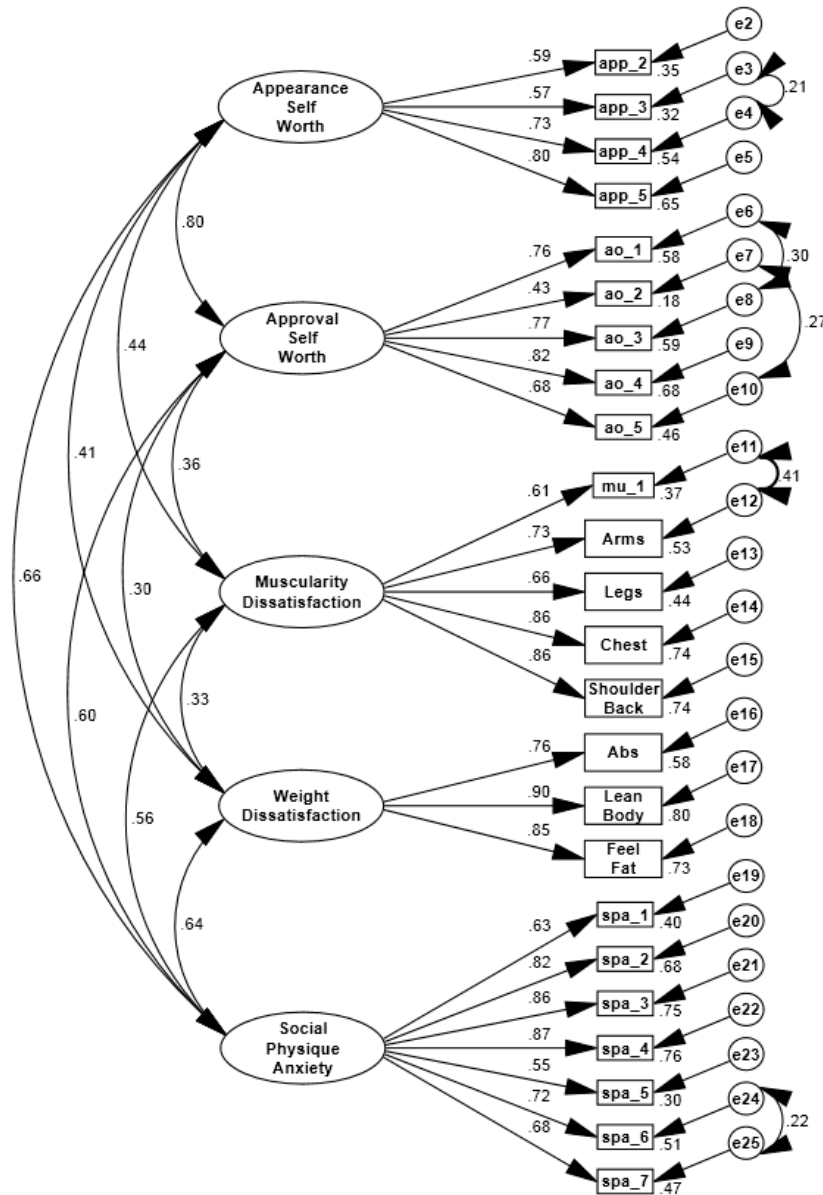 e2
.59
app_2
.35
e3
.57
app_3
.32
.21
e4
.73
app_4
.54
e5
.80
app_5
.65
Appearance
Self
Worth
.80
e6
.76
ao_1
.58
.30
e7
.43
ao_2
.18
e8
.77
ao_3
.59
.27
e9
.82
ao_4
.68
e10
.68
ao_5
.46
Approval
Self
Worth
.44
.41
.36
e11
.61
mu_1
.37
.41
e12
.73
Arms
.53
e13
.66
Legs
.44
e14
.86
Chest
.74
e15
.86
Shoulder
Back
.74
Muscularity
Dissatisfaction
.66
.30
.60
.33
e16
.76
Abs
.58
e17
.90
Lean
Body
.80
e18
.85
Feel
Fat
.73
Weight
Dissatisfaction
.56
.64
e19
.63
spa_1
.40
e20
.82
spa_2
.68
e21
.86
spa_3
.75
e22
.87
spa_4
.76
e23
.55
spa_5
.30
e24
.72
spa_6
.51
.22
e25
.68
spa_7
.47
Social
Physique
Anxiety